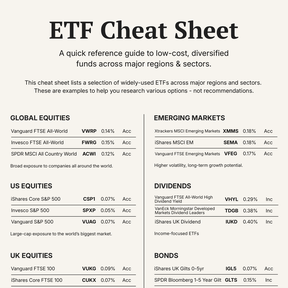 ETF Cheat Sheet
A quick reference guide to low-cost, diversified
funds across major regions & sectors.
This cheat sheet lists a selection of widely-used ETFs across major regions and sectors.
These are examples to help you research various options - not recommendations.
GLOBAL EQUITIES
Vanguard FTSE All-World VWRP 0.14% Acc
Invesco FTSE All-World FWRG 0.15% Acc
SPDR MSCI All Country World ACWI 0.12% Acc
Broad exposure to companies all around the world.
EMERGING MARKETS
Xtrackers MSCI Emerging Markets XMMS 0.18% Acc
iShares MSCI EM SEMA 0.18% Acc
Vanguard FTSE Emerging Markets VFEG 0.17% Acc
Higher volatility, long-term growth potential.
US EQUITIES
iShares Core S&P 500 CSP1 0.07% Acc
Invesco S&P 500 SPXP 0.05% Acc
Vanguard S&P 500 VUAG 0.07% Acc
Large-cap exposure to the world's biggest market.
DIVIDENDS
Vanguard FTSE All-World High
Dividend Yield VHYL 0.29% Inc
VanEck Morningstar Developed
Markets Dividend Leaders TDGB 0.38% Inc
iShares UK Dividend IUKD 0.40% Inc
Income-focused ETFs
UK EQUITIES
Vanguard FTSE 100 VUKG 0.09% Acc
iShares Core FTSE 100 CUKX 0.07% Acc
BONDS
iShares UK Gilts 0-5yr IGLS 0.07% Acc
SPDR Bloomberg 1-5 Year Gilt GLTS 0.15% Inc